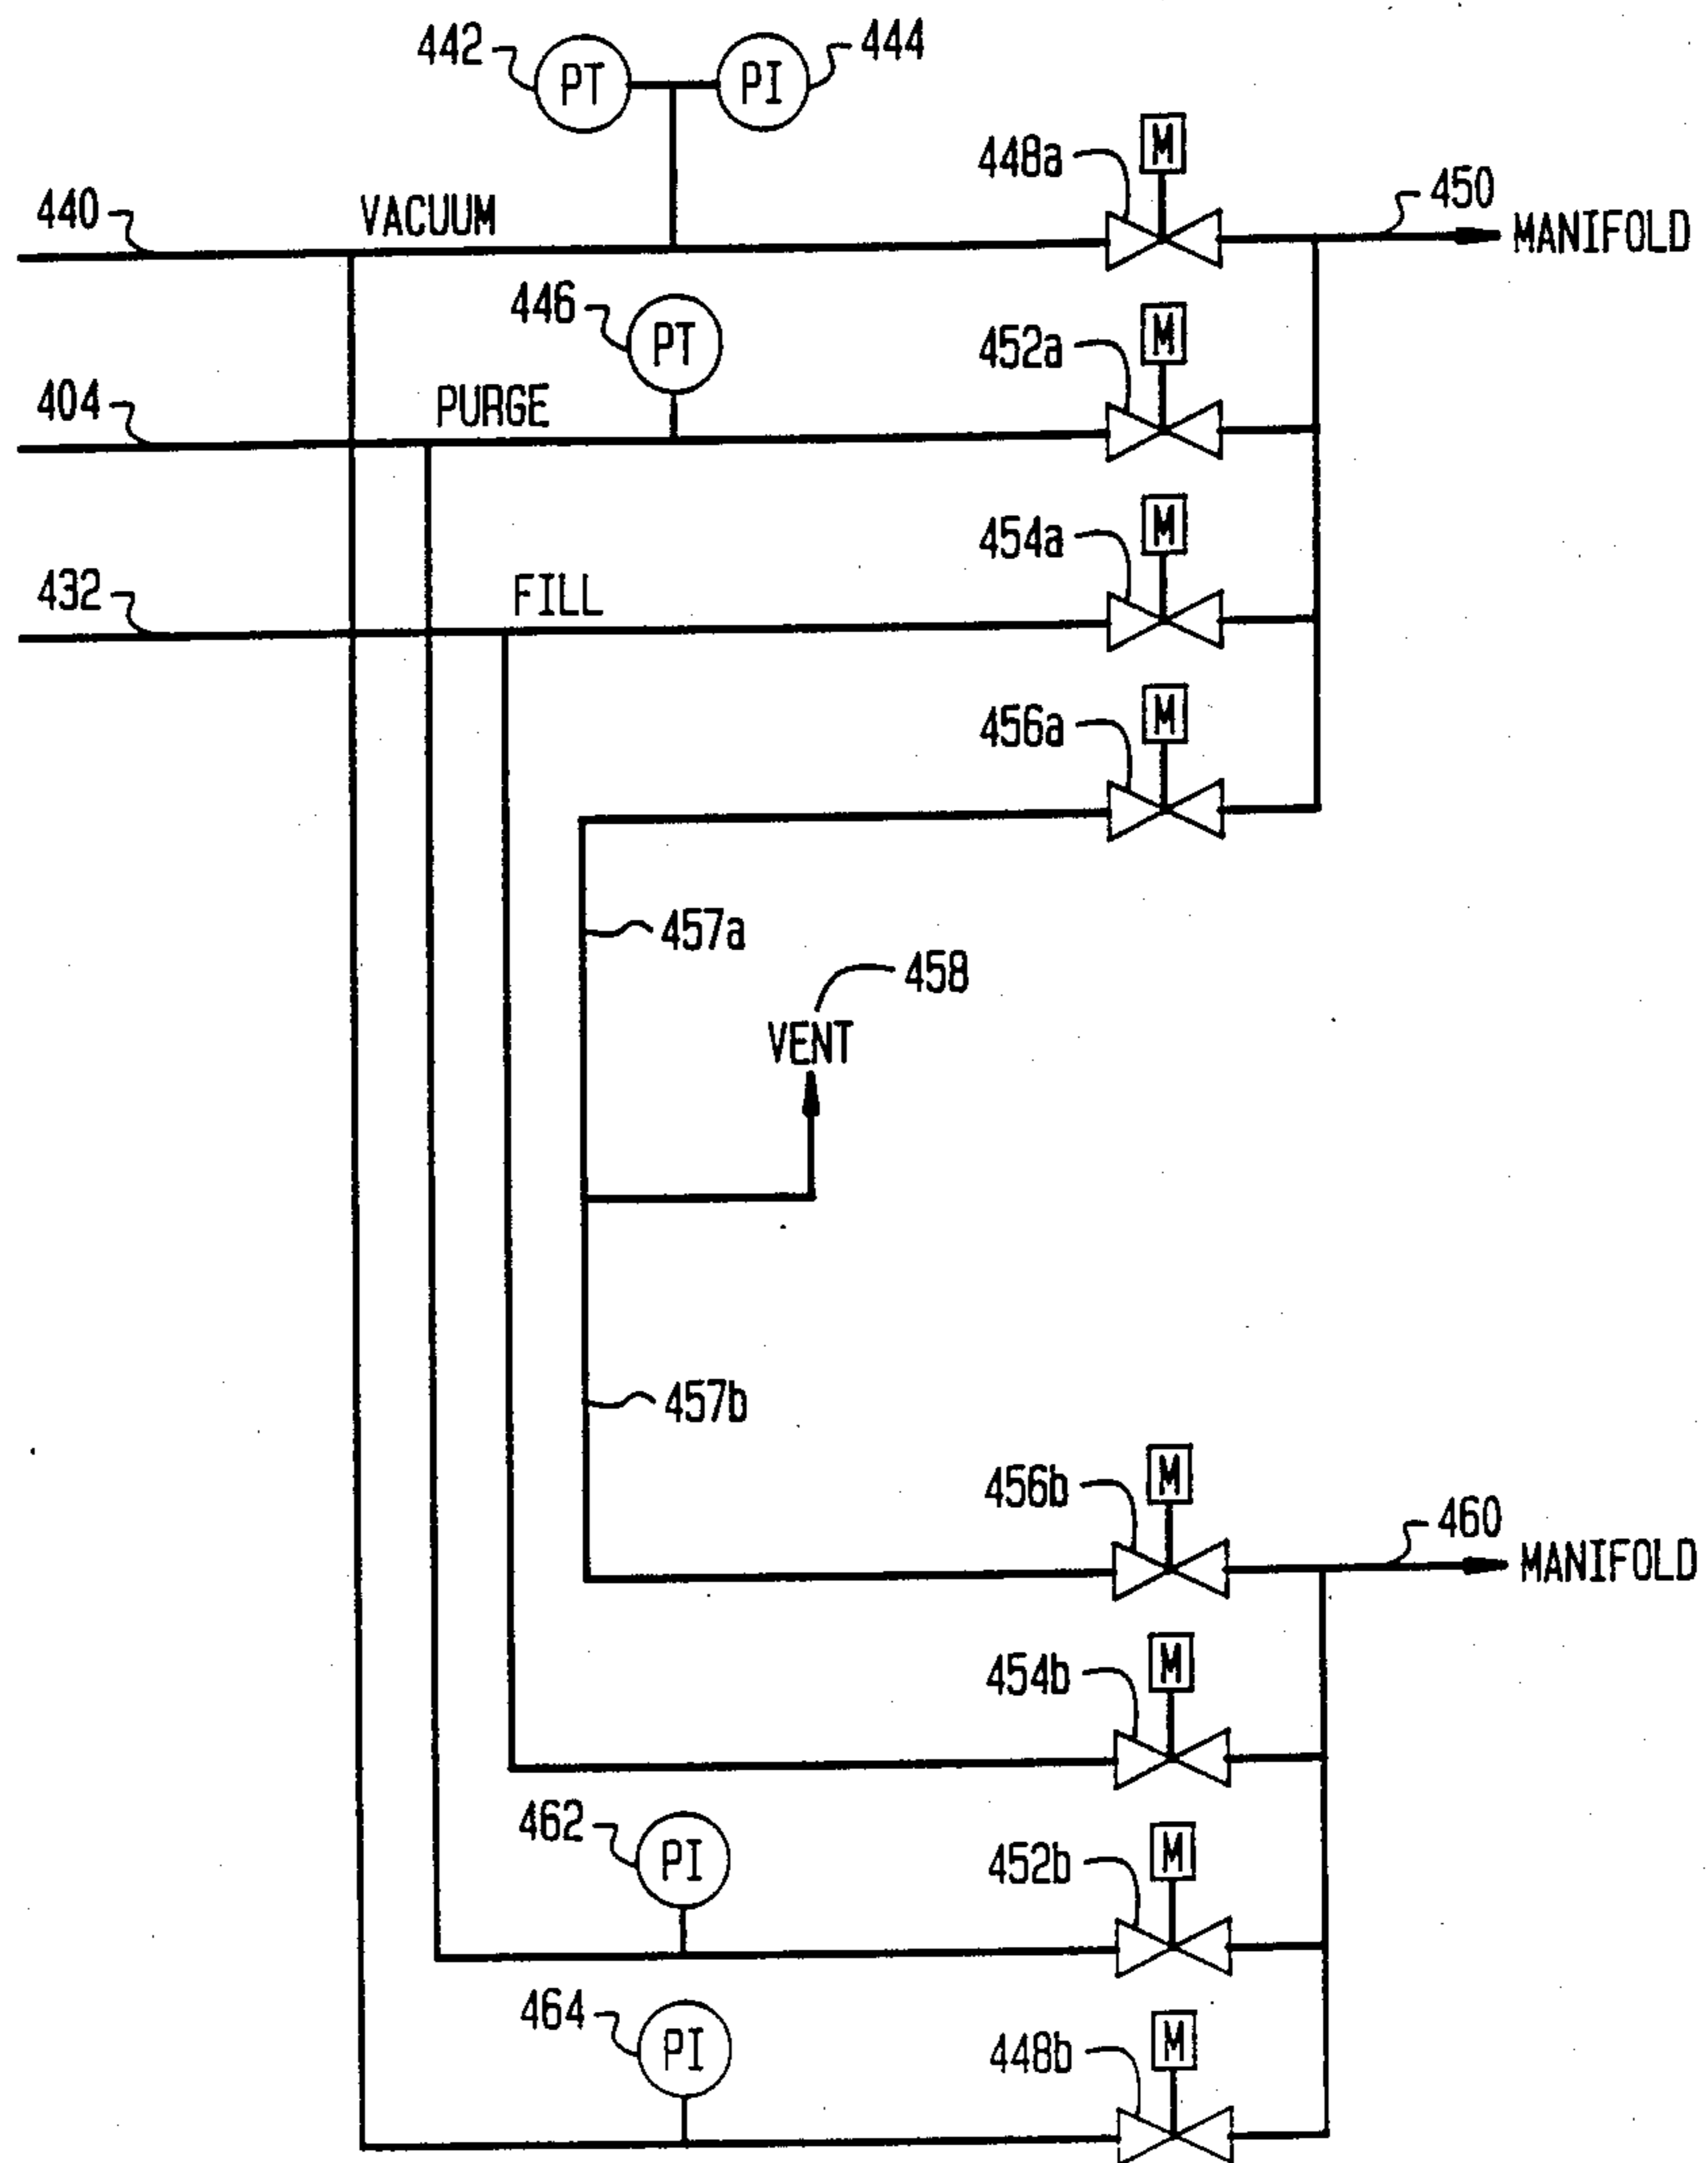 442
PT
PI
444
448a
M
440
VACUUM
450
MANIFOLD
446
PT
452a
M
404
PURGE
454a
M
432
FILL
456a
M
457a
458
VENT
457b
456b
M
460
MANIFOLD
454b
M
462
PI
452b
M
464
PI
448b
M